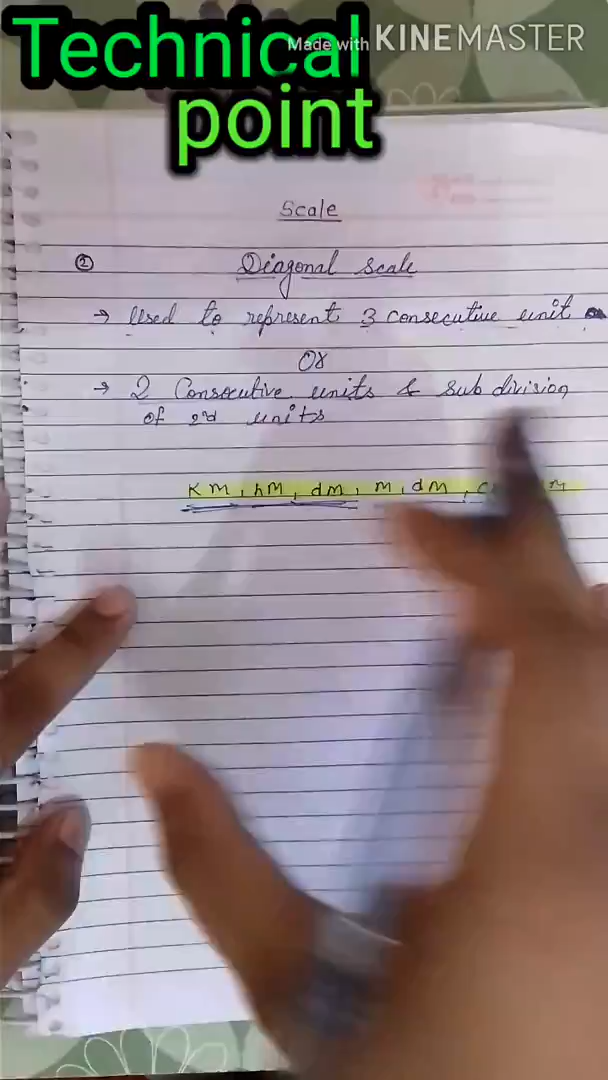 Technical
point
Made with KINEMASTER
Scale
② Diagonal scale
→ Used to represent 3 consecutive unit
Or
→ 2 Consecutive units & sub division
of 2nd units
KM, hM, dM, M, dM,